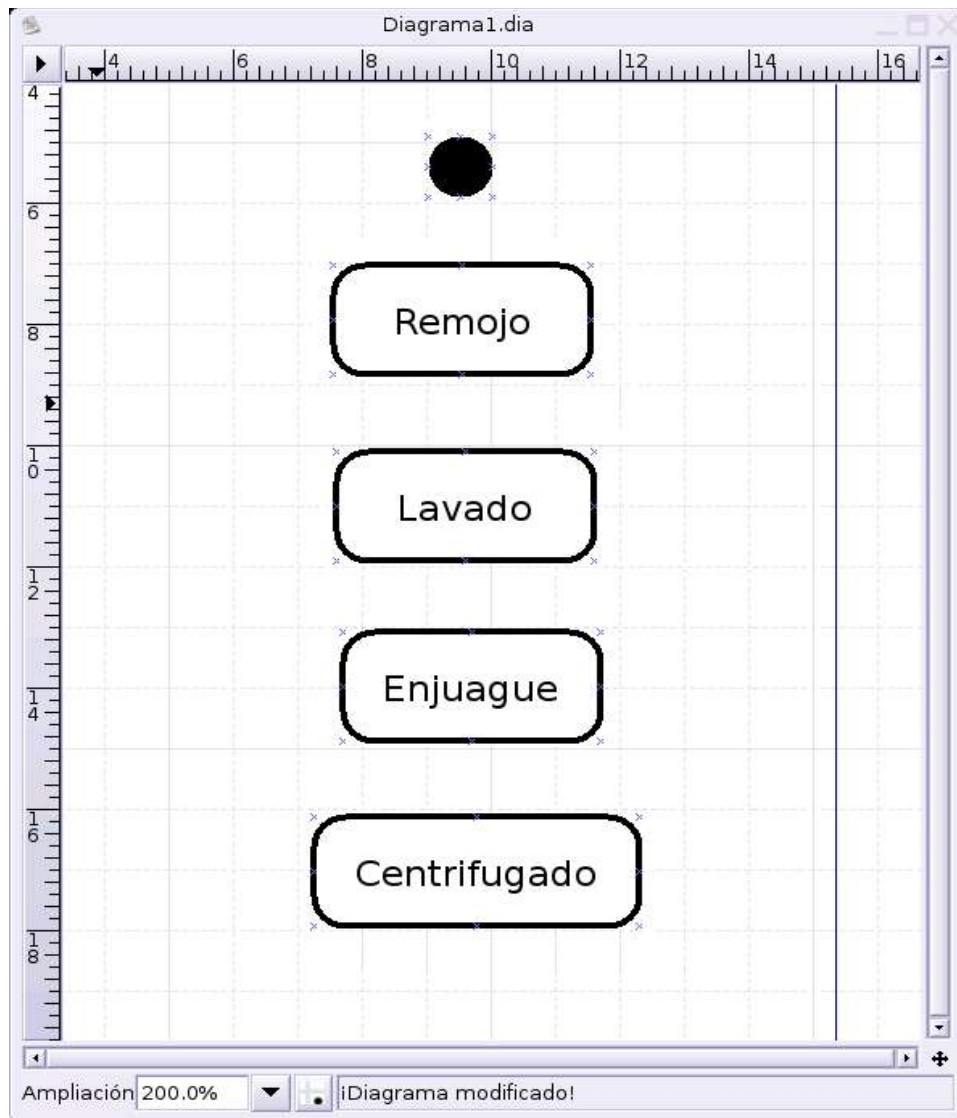 Diagrama1.dia
4 6 8 10 12 14 16
4
6
8
10
12
14
16
18
Remojo
Lavado
Enjuague
Centrifugado
Ampliación 200.0% ¡Diagrama modificado!